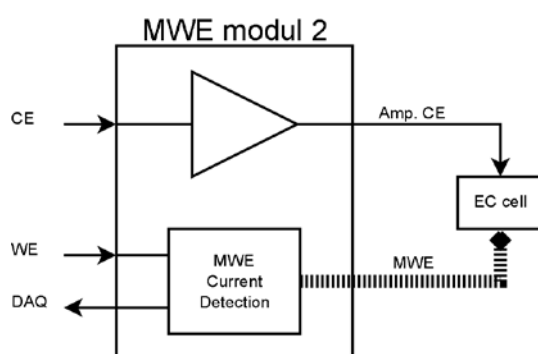 MWE modul 2
CE
Amp. CE
EC cell
WE
MWE
Current
Detection
MWE
DAQ